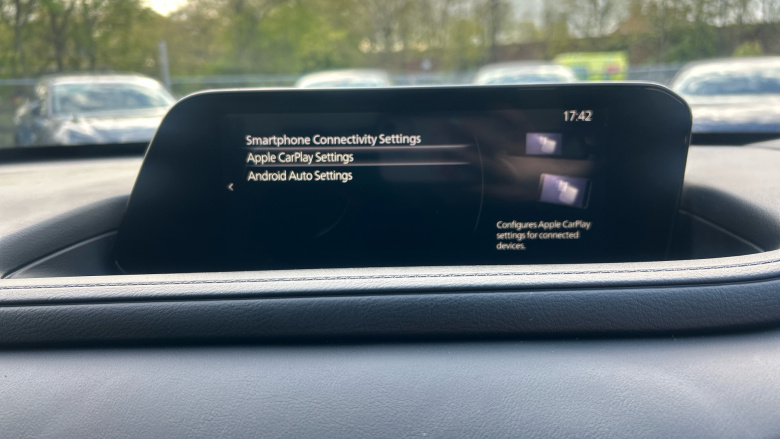 17:42
Smartphone Connectivity Settings
Apple CarPlay Settings
Android Auto Settings
Configures Apple CarPlay
settings for connected
devices.